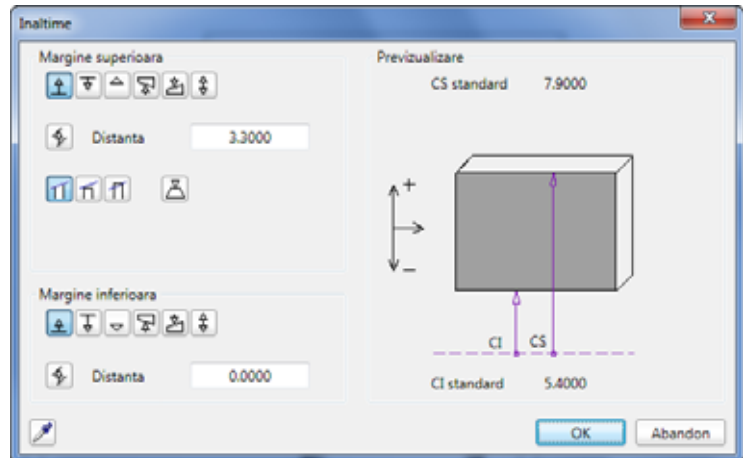 Inaltime
Margine superioara
Distanta 3.3000
Margine inferioara
Distanta 0.0000
Previzualizare
CS standard 7.9000
+
−
CI CS
CI standard 5.4000
OK Abandon